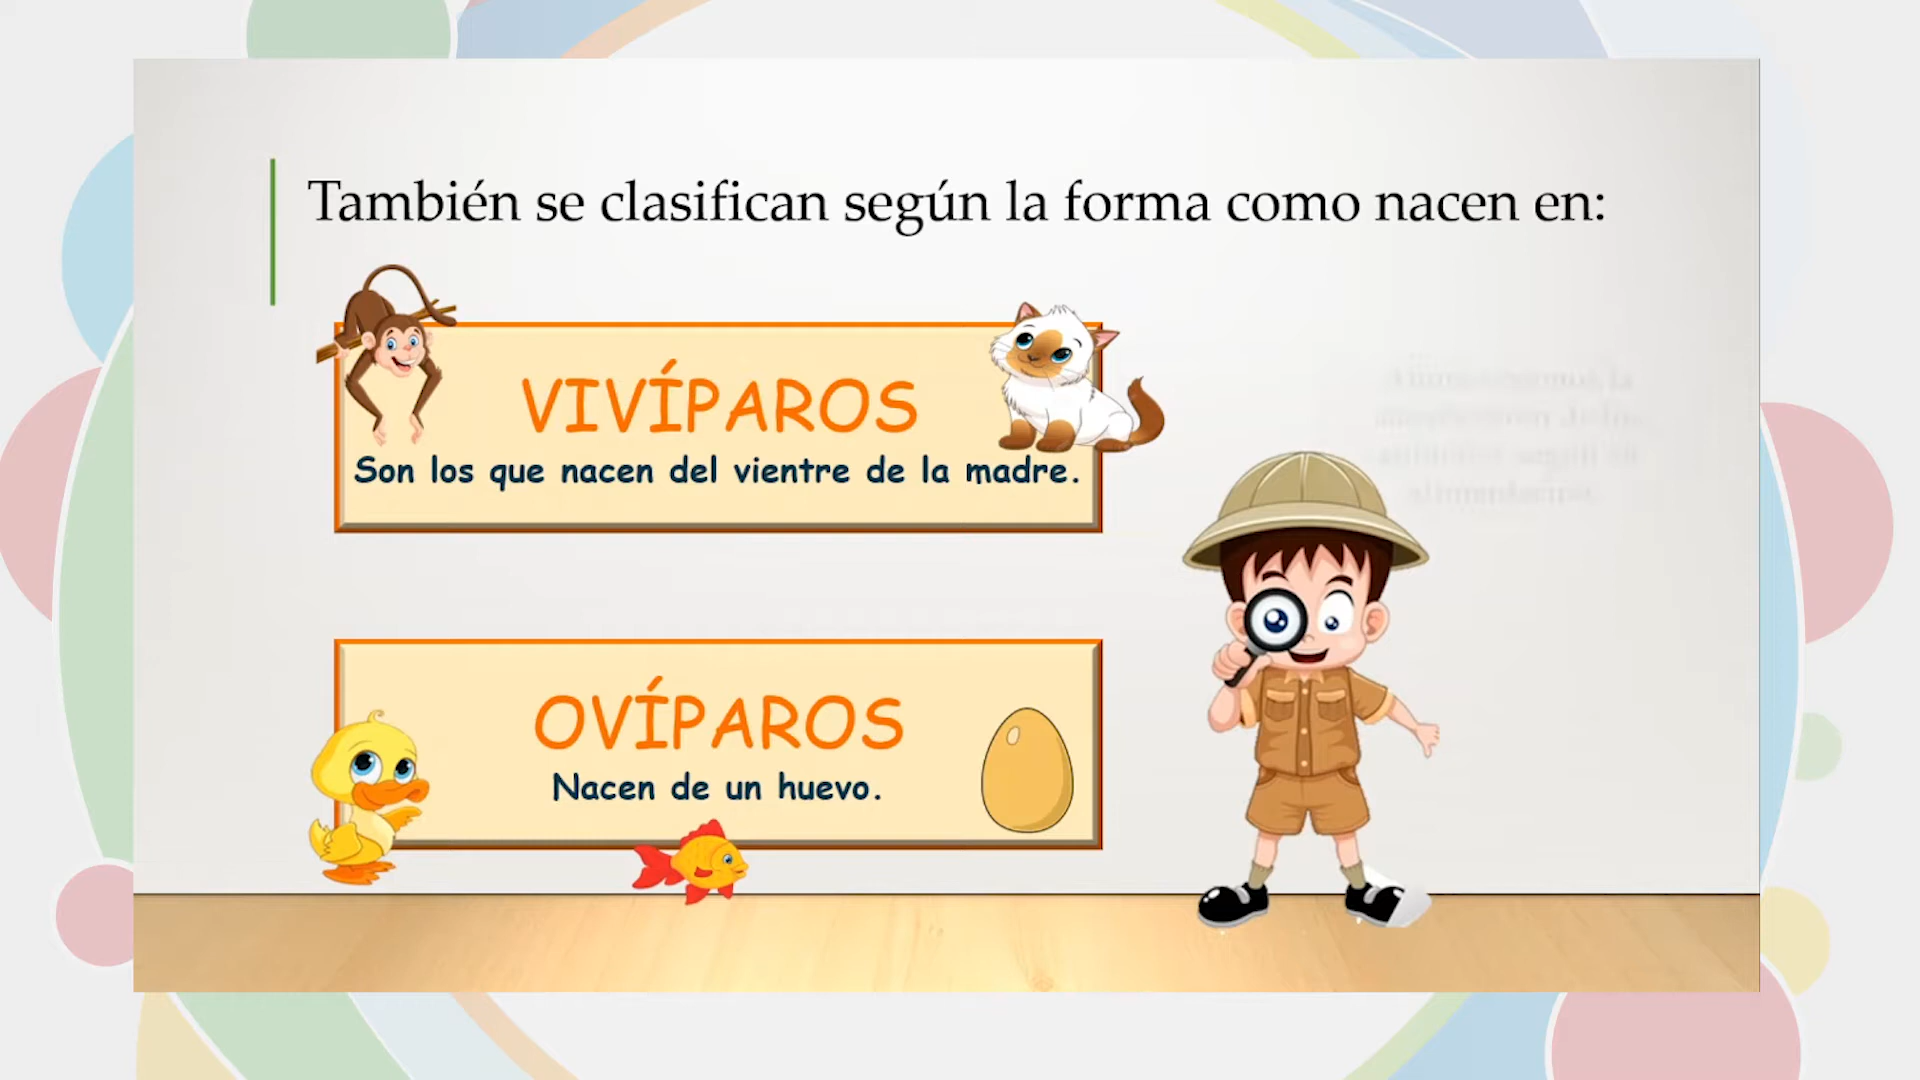 También se clasifican según la forma como nacen en:
VIVÍPAROS
Son los que nacen del vientre de la madre.
OVÍPAROS
Nacen de un huevo.